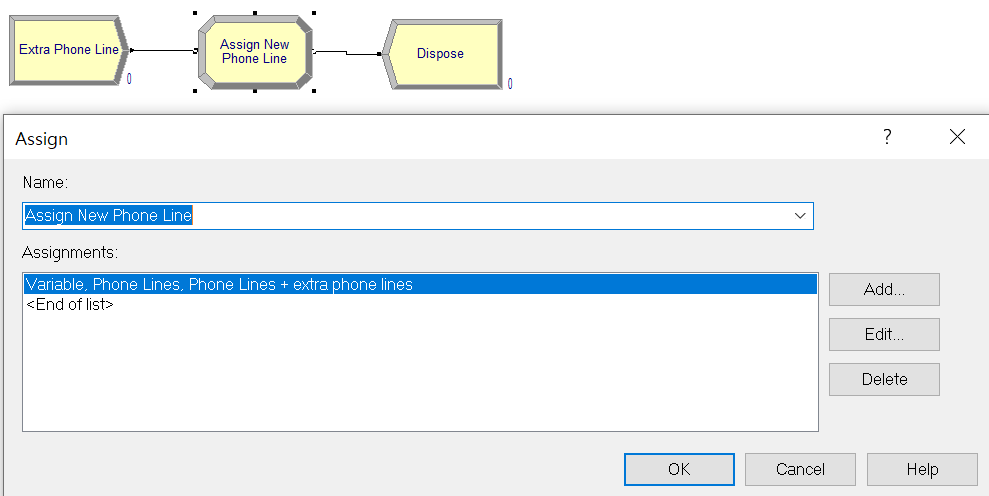 Extra Phone Line
0
Assign New
Phone Line
Dispose
0
Assign
?
Name:
Assign New Phone Line
Assignments:
Variable, Phone Lines, Phone Lines + extra phone lines
<End of list>
Add...
Edit...
Delete
OK
Cancel
Help